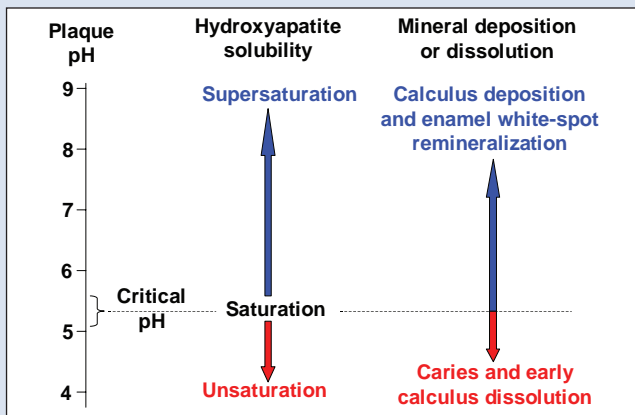 Plaque
pH
Hydroxyapatite
solubility
Mineral deposition
or dissolution
9
8
7
6
5
4
Critical
pH
Supersaturation
Saturation
Unsaturation
Calculus deposition
and enamel white-spot
remineralization
Caries and early
calculus dissolution